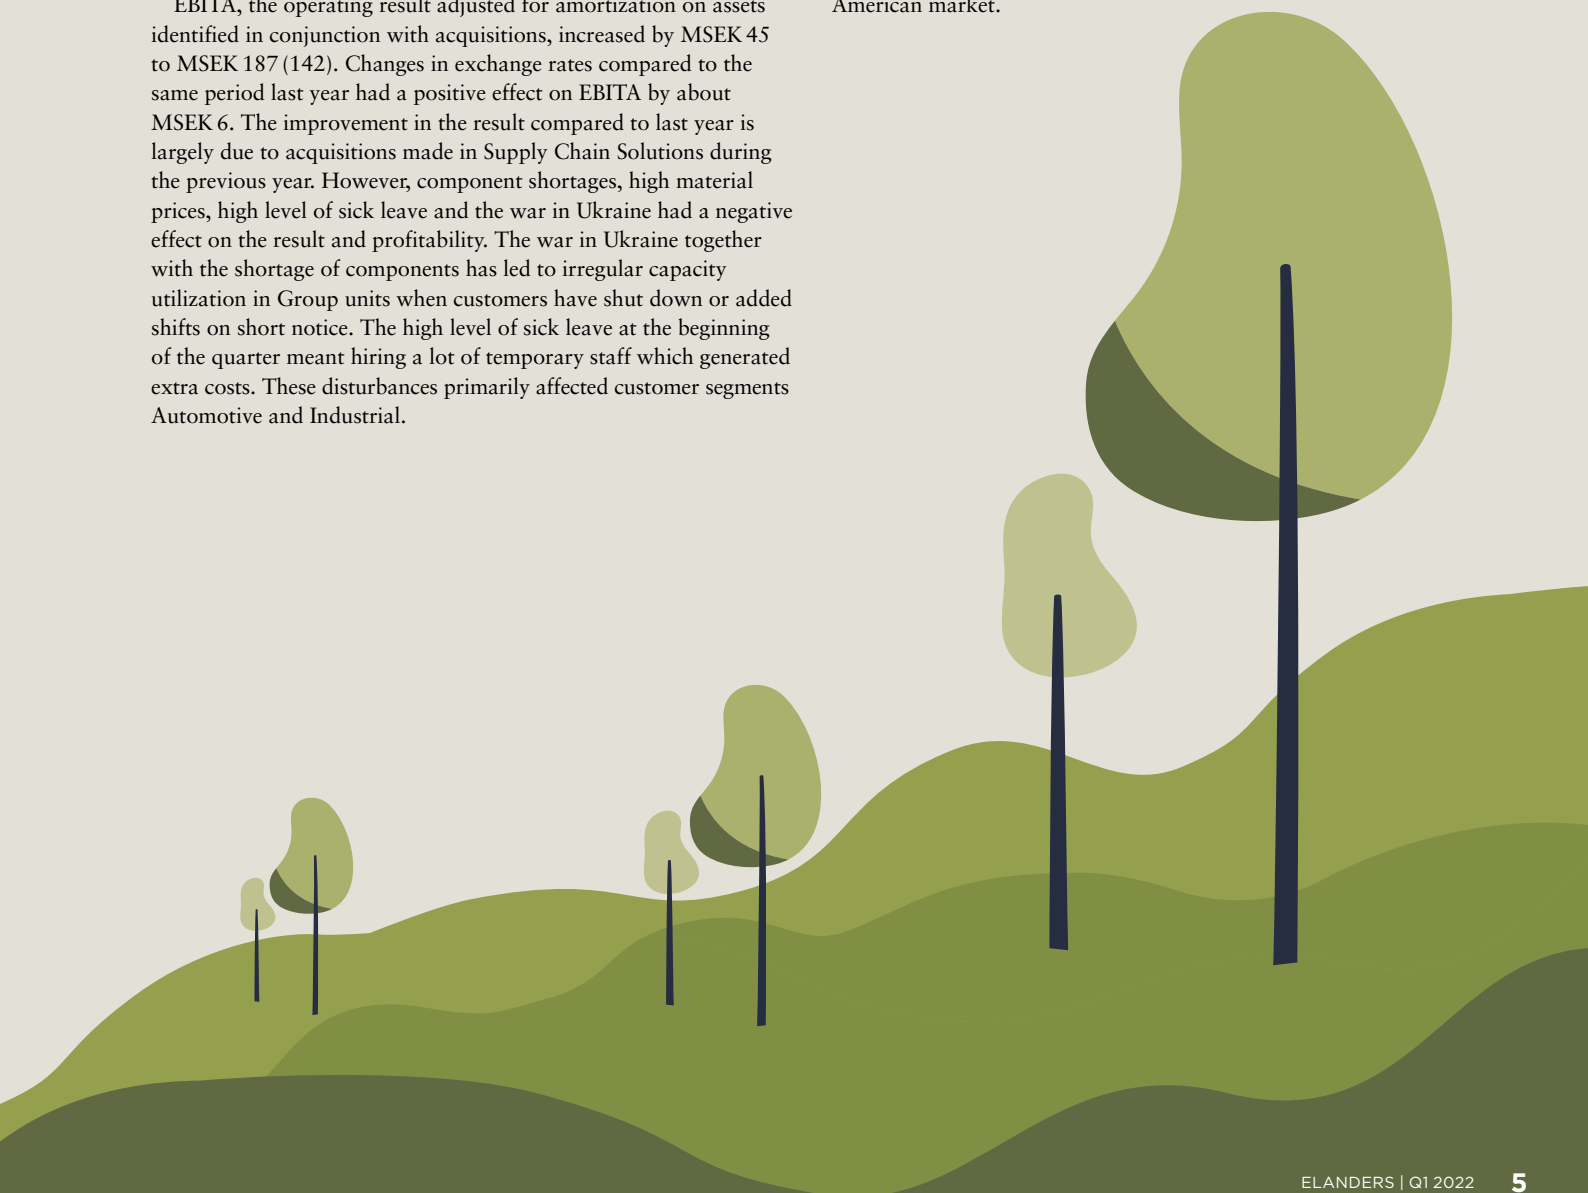 EBITA, the operating result adjusted for amortization on assets
identified in conjunction with acquisitions, increased by MSEK 45
to MSEK 187 (142). Changes in exchange rates compared to the
same period last year had a positive effect on EBITA by about
MSEK 6. The improvement in the result compared to last year is
largely due to acquisitions made in Supply Chain Solutions during
the previous year. However, component shortages, high material
prices, high level of sick leave and the war in Ukraine had a negative
effect on the result and profitability. The war in Ukraine together
with the shortage of components has led to irregular capacity
utilization in Group units when customers have shut down or added
shifts on short notice. The high level of sick leave at the beginning
of the quarter meant hiring a lot of temporary staff which generated
extra costs. These disturbances primarily affected customer segments
Automotive and Industrial.
American market.
ELANDERS | Q1 2022 5